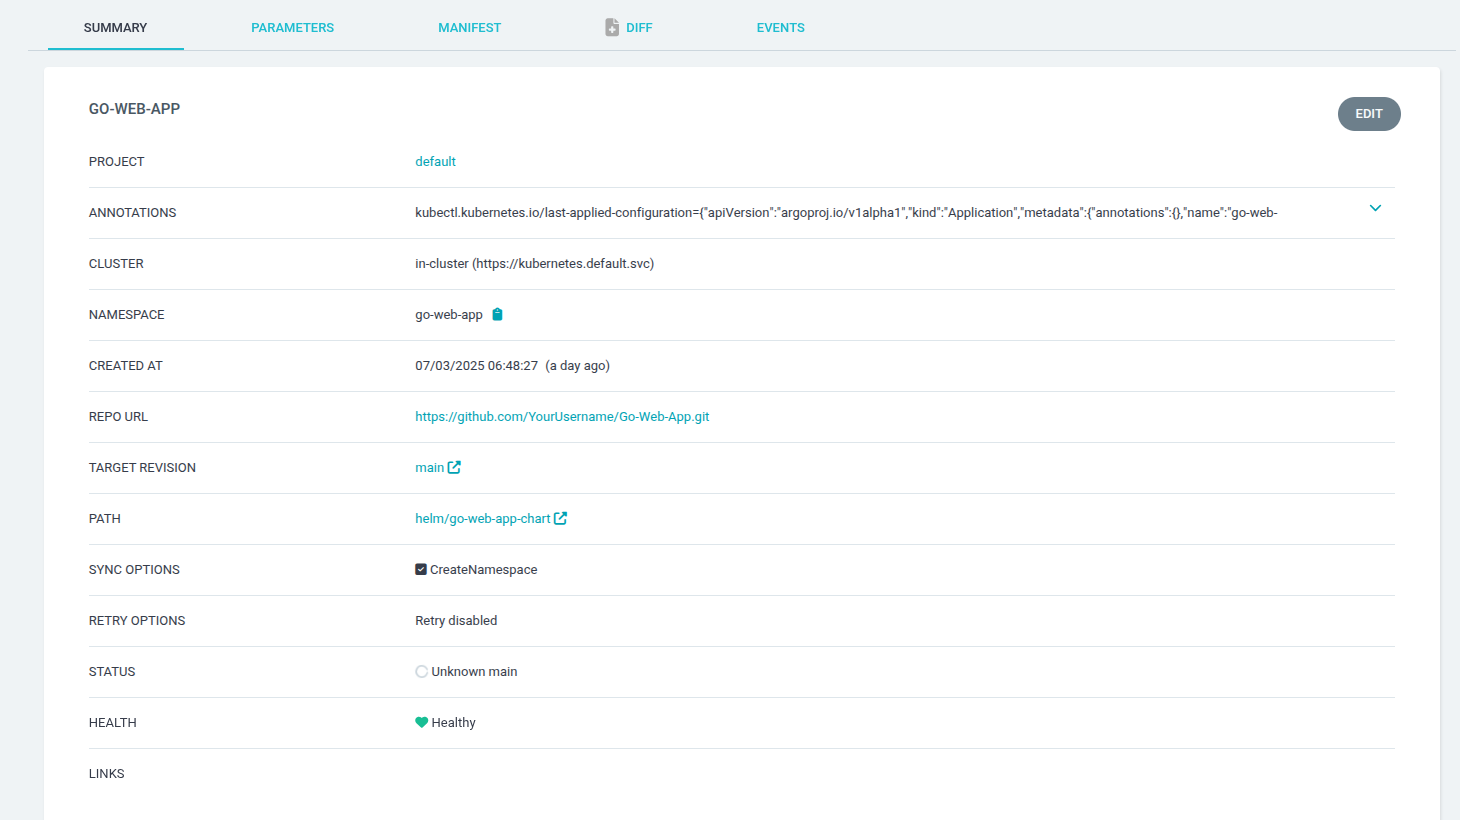 SUMMARY PARAMETERS MANIFEST DIFF EVENTS
GO-WEB-APP EDIT
PROJECT default
ANNOTATIONS kubectl.kubernetes.io/last-applied-configuration={"apiVersion":"argoproj.io/v1alpha1","kind":"Application","metadata":{"annotations":{},"name":"go-web-
CLUSTER in-cluster (https://kubernetes.default.svc)
NAMESPACE go-web-app
CREATED AT 07/03/2025 06:48:27 (a day ago)
REPO URL https://github.com/YourUsername/Go-Web-App.git
TARGET REVISION main
PATH helm/go-web-app-chart
SYNC OPTIONS CreateNamespace
RETRY OPTIONS Retry disabled
STATUS Unknown main
HEALTH Healthy
LINKS